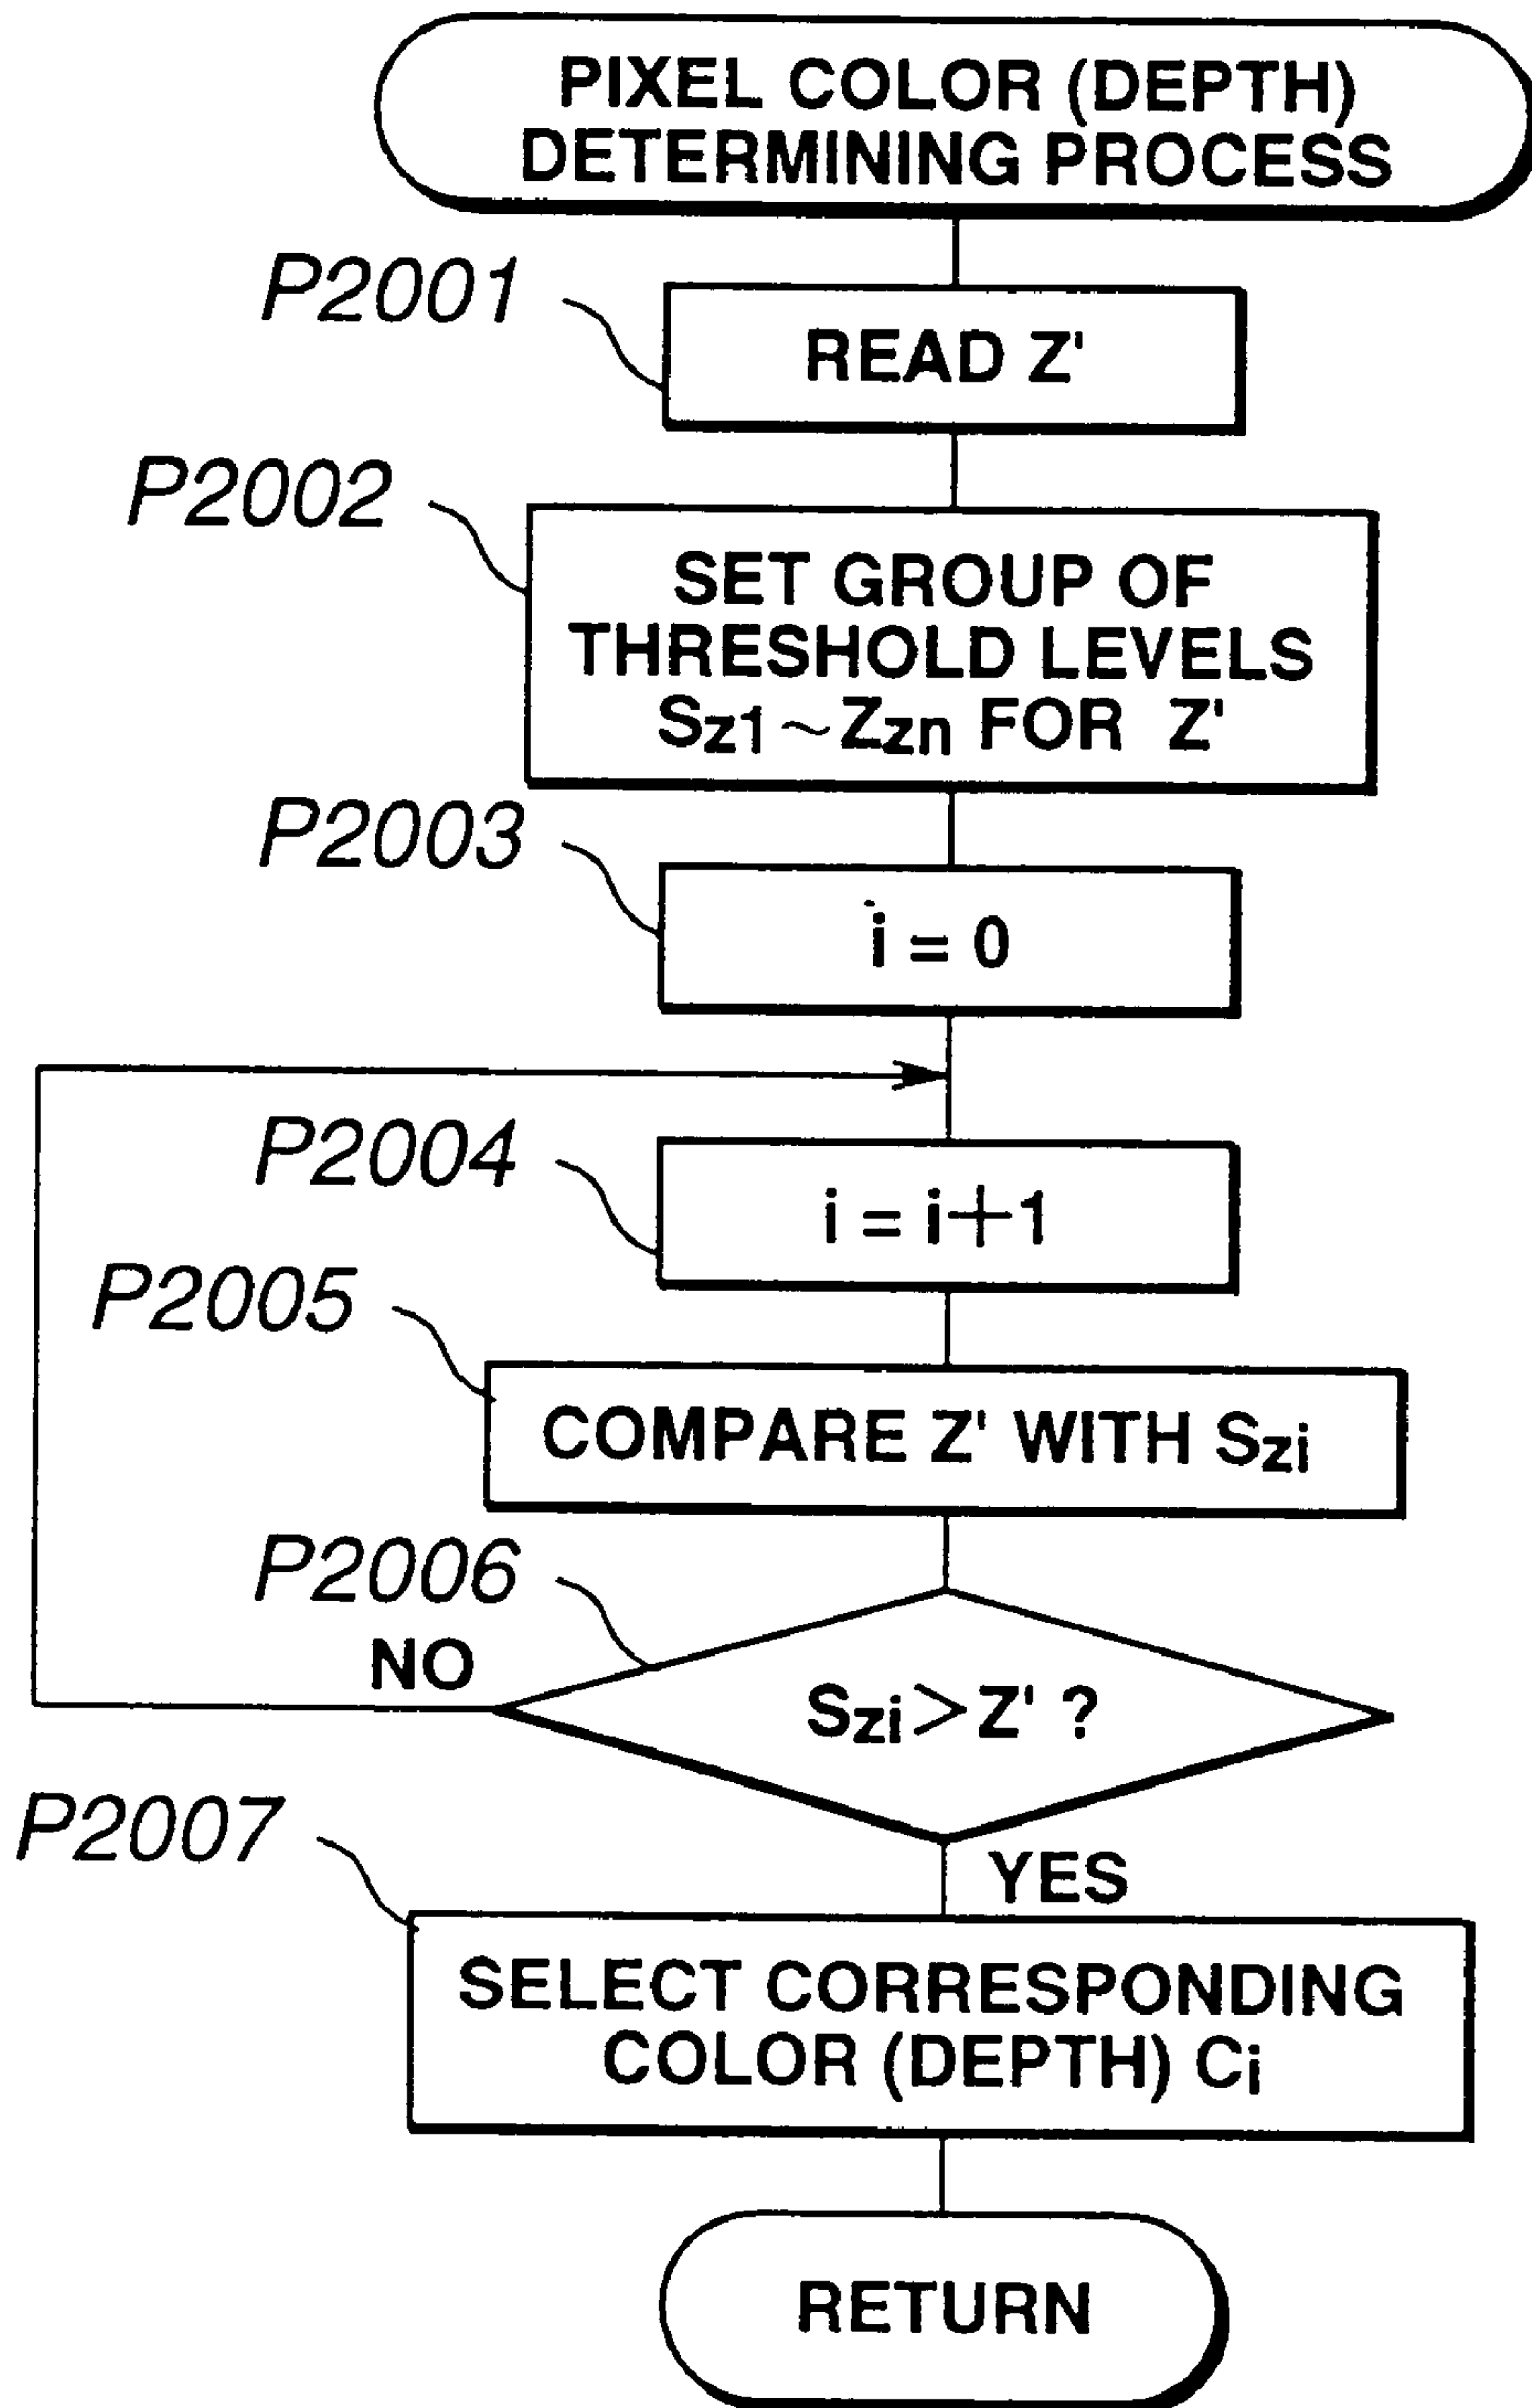 PIXEL COLOR (DEPTH)
DETERMINING PROCESS
P2001
READ Z'
P2002
SET GROUP OF
THRESHOLD LEVELS
Sz1~Zzn FOR Z'
P2003
i = 0
P2004
i = i+1
P2005
COMPARE Z' WITH Szi
P2006
NO
Szi>Z' ?
YES
P2007
SELECT CORRESPONDING
COLOR (DEPTH) Ci
RETURN